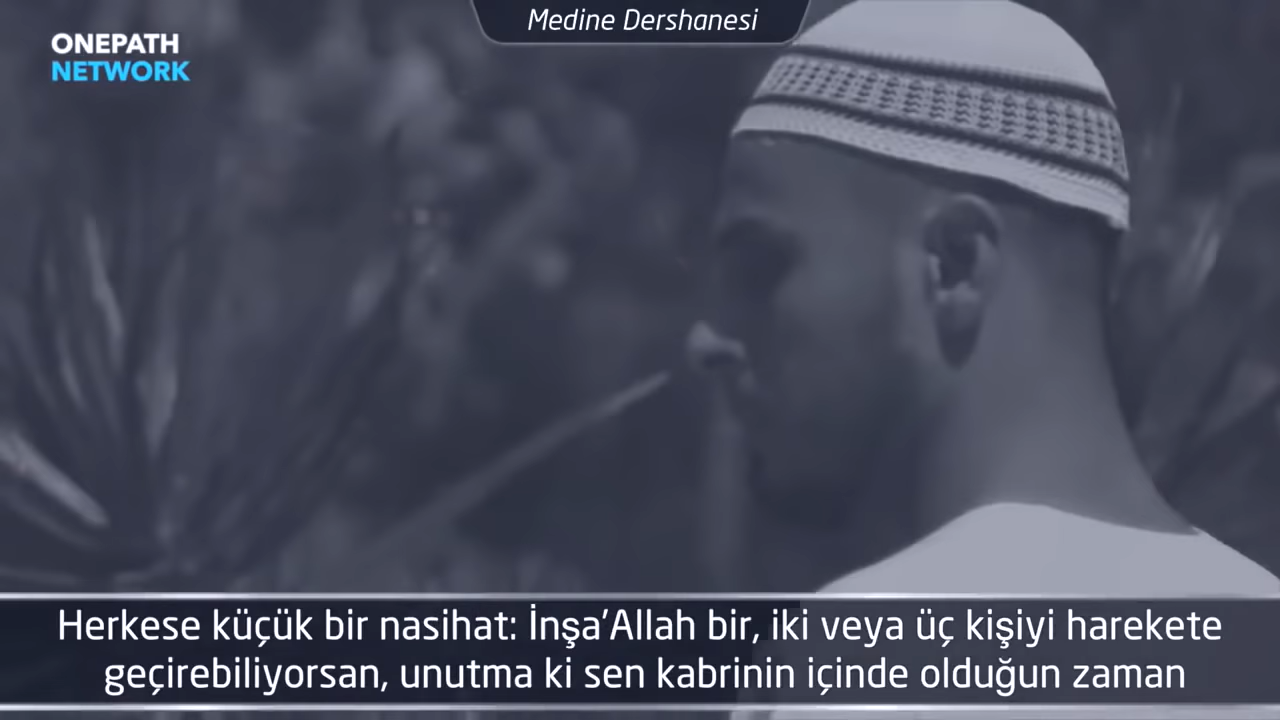 Medine Dershanesi
ONEPATH
NETWORK
Herkese küçük bir nasihat: İnşa'Allah bir, iki veya üç kişiyi harekete
geçirebiliyorsan, unutma ki sen kabrinin içinde olduğun zaman